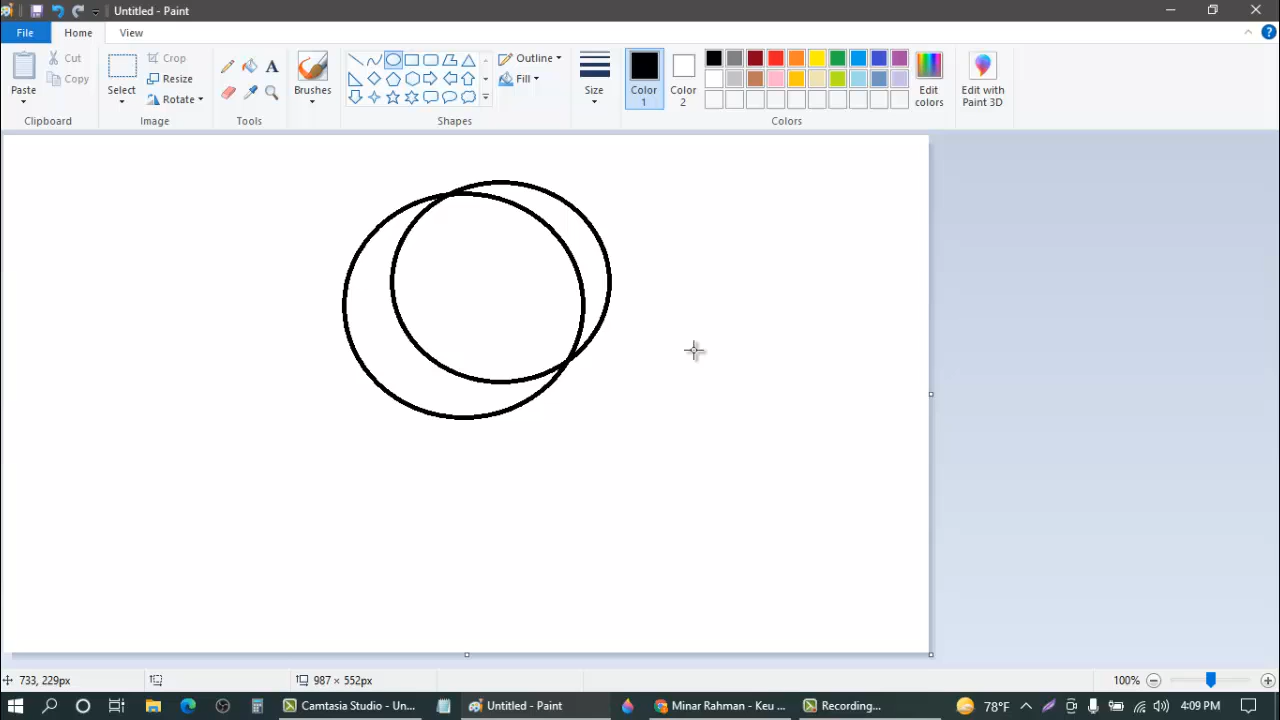 Untitled - Paint
File
Home
View
Paste
Cut
Copy
Clipboard
Select
Crop
Resize
Rotate
Image
A
Tools
Brushes
Outline
Fill
Shapes
Size
Color 1
Color 2
Edit colors
Edit with Paint 3D
Colors
733, 229px
987 × 552px
100%
Camtasia Studio - Un...
Untitled - Paint
Minar Rahman - Keu ...
Recording...
78°F
4:09 PM